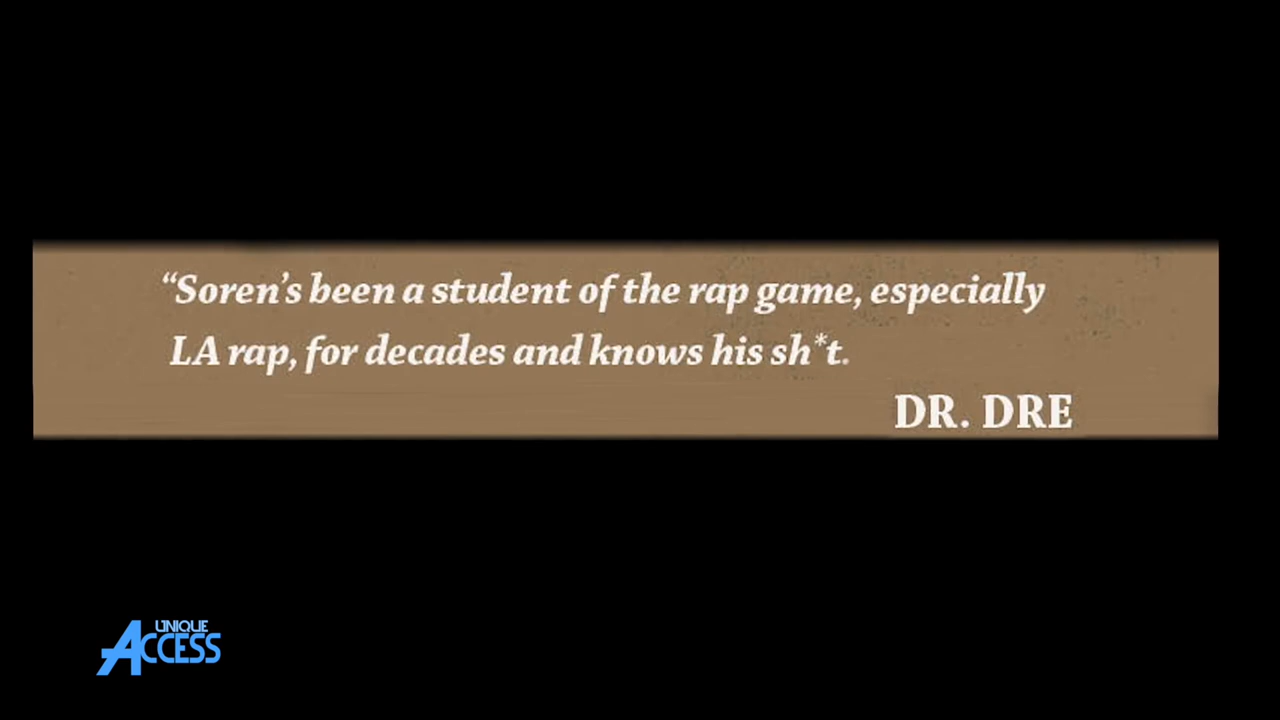 “Soren’s been a student of the rap game, especially
LA rap, for decades and knows his sh*t.
DR. DRE
UNIQUE
ACCESS